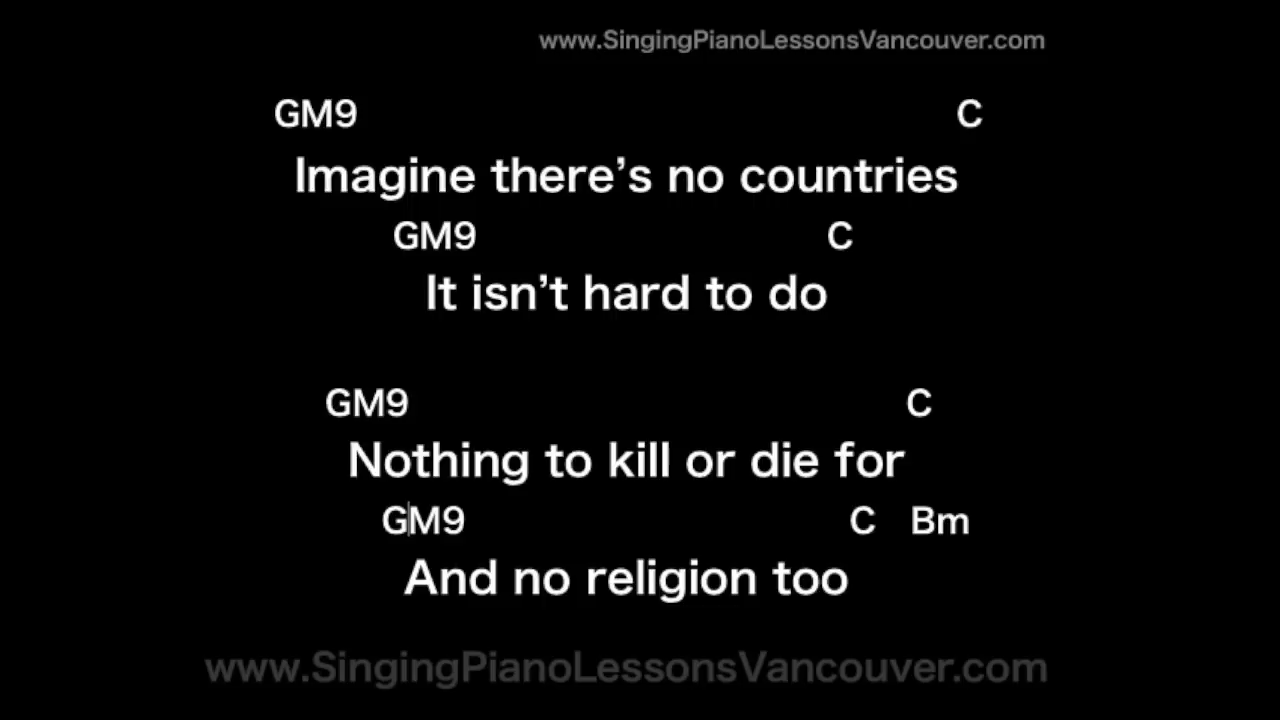 www.SingingPianoLessonsVancouver.com
GM9 C
Imagine there’s no countries
GM9 C
It isn’t hard to do
GM9 C
Nothing to kill or die for
GM9 C Bm
And no religion too
www.SingingPianoLessonsVancouver.com